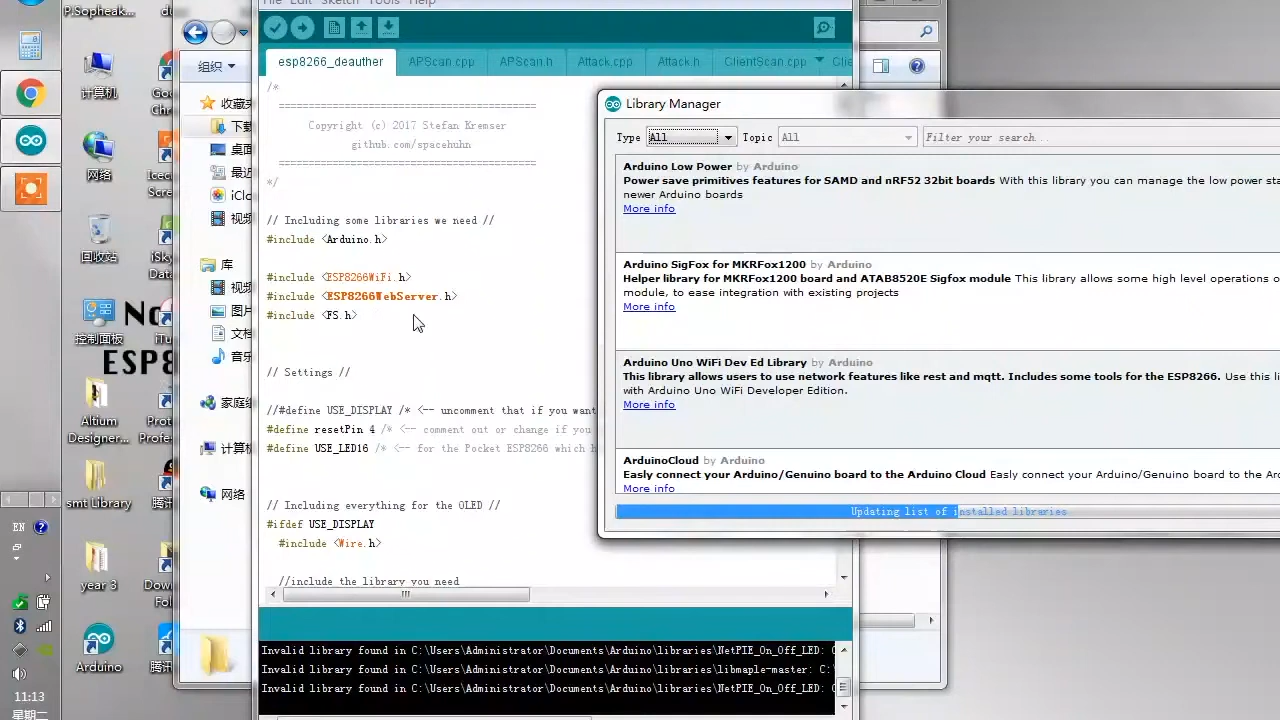 P.Sopheak...
计算机
网络
回收站
控制面板
Altium
Designer...
smt Library
year 3
Arduino
EN
11:13
星期一
ESP8
组织
收藏夹
下载
桌面
视频
库
视频
图片
文档
音乐
计算机
网络
Edit Sketch Tools Help
esp8266_deauther
APScan.cpp
APScan.h
Attack.cpp
Attack.h
ClientScan.cpp
/*
===========================================
Copyright (c) 2017 Stefan Kremser
github.com/spacehuhn
===========================================
*/
// Including some libraries we need //
#include <Arduino.h>
#include <ESP8266WiFi.h>
#include <ESP8266WebServer.h>
#include <FS.h>
// Settings //
//#define USE_DISPLAY /* <-- uncomment that if you want
#define resetPin 4 /* <-- comment out or change if you
#define USE_LED16 /* <-- for the Pocket ESP8266 which h
// Including everything for the OLED //
#ifdef USE_DISPLAY
#include <Wire.h>
//include the library you need
Invalid library found in C:\Users\Administrator\Documents\Arduino\libraries\NetPIE_On_Off_LED: C
Invalid library found in C:\Users\Administrator\Documents\Arduino\libraries\libmaple-master: C:\
Invalid library found in C:\Users\Administrator\Documents\Arduino\libraries\NetPIE_On_Off_LED: C
Library Manager
Type All Topic All Filter your search...
Arduino Low Power by Arduino
Power save primitives features for SAMD and nRF52 32bit boards With this library you can manage the low power sta
newer Arduino boards
More info
Arduino SigFox for MKRFox1200 by Arduino
Helper library for MKRFox1200 board and ATAB8520E Sigfox module This library allows some high level operations o
module, to ease integration with existing projects
More info
Arduino Uno WiFi Dev Ed Library by Arduino
This library allows users to use network features like rest and mqtt. Includes some tools for the ESP8266. Use this li
with Arduino Uno WiFi Developer Edition.
More info
ArduinoCloud by Arduino
Easly connect your Arduino/Genuino board to the Arduino Cloud Easly connect your Arduino/Genuino board to the Ard
More info
Updating list of installed libraries